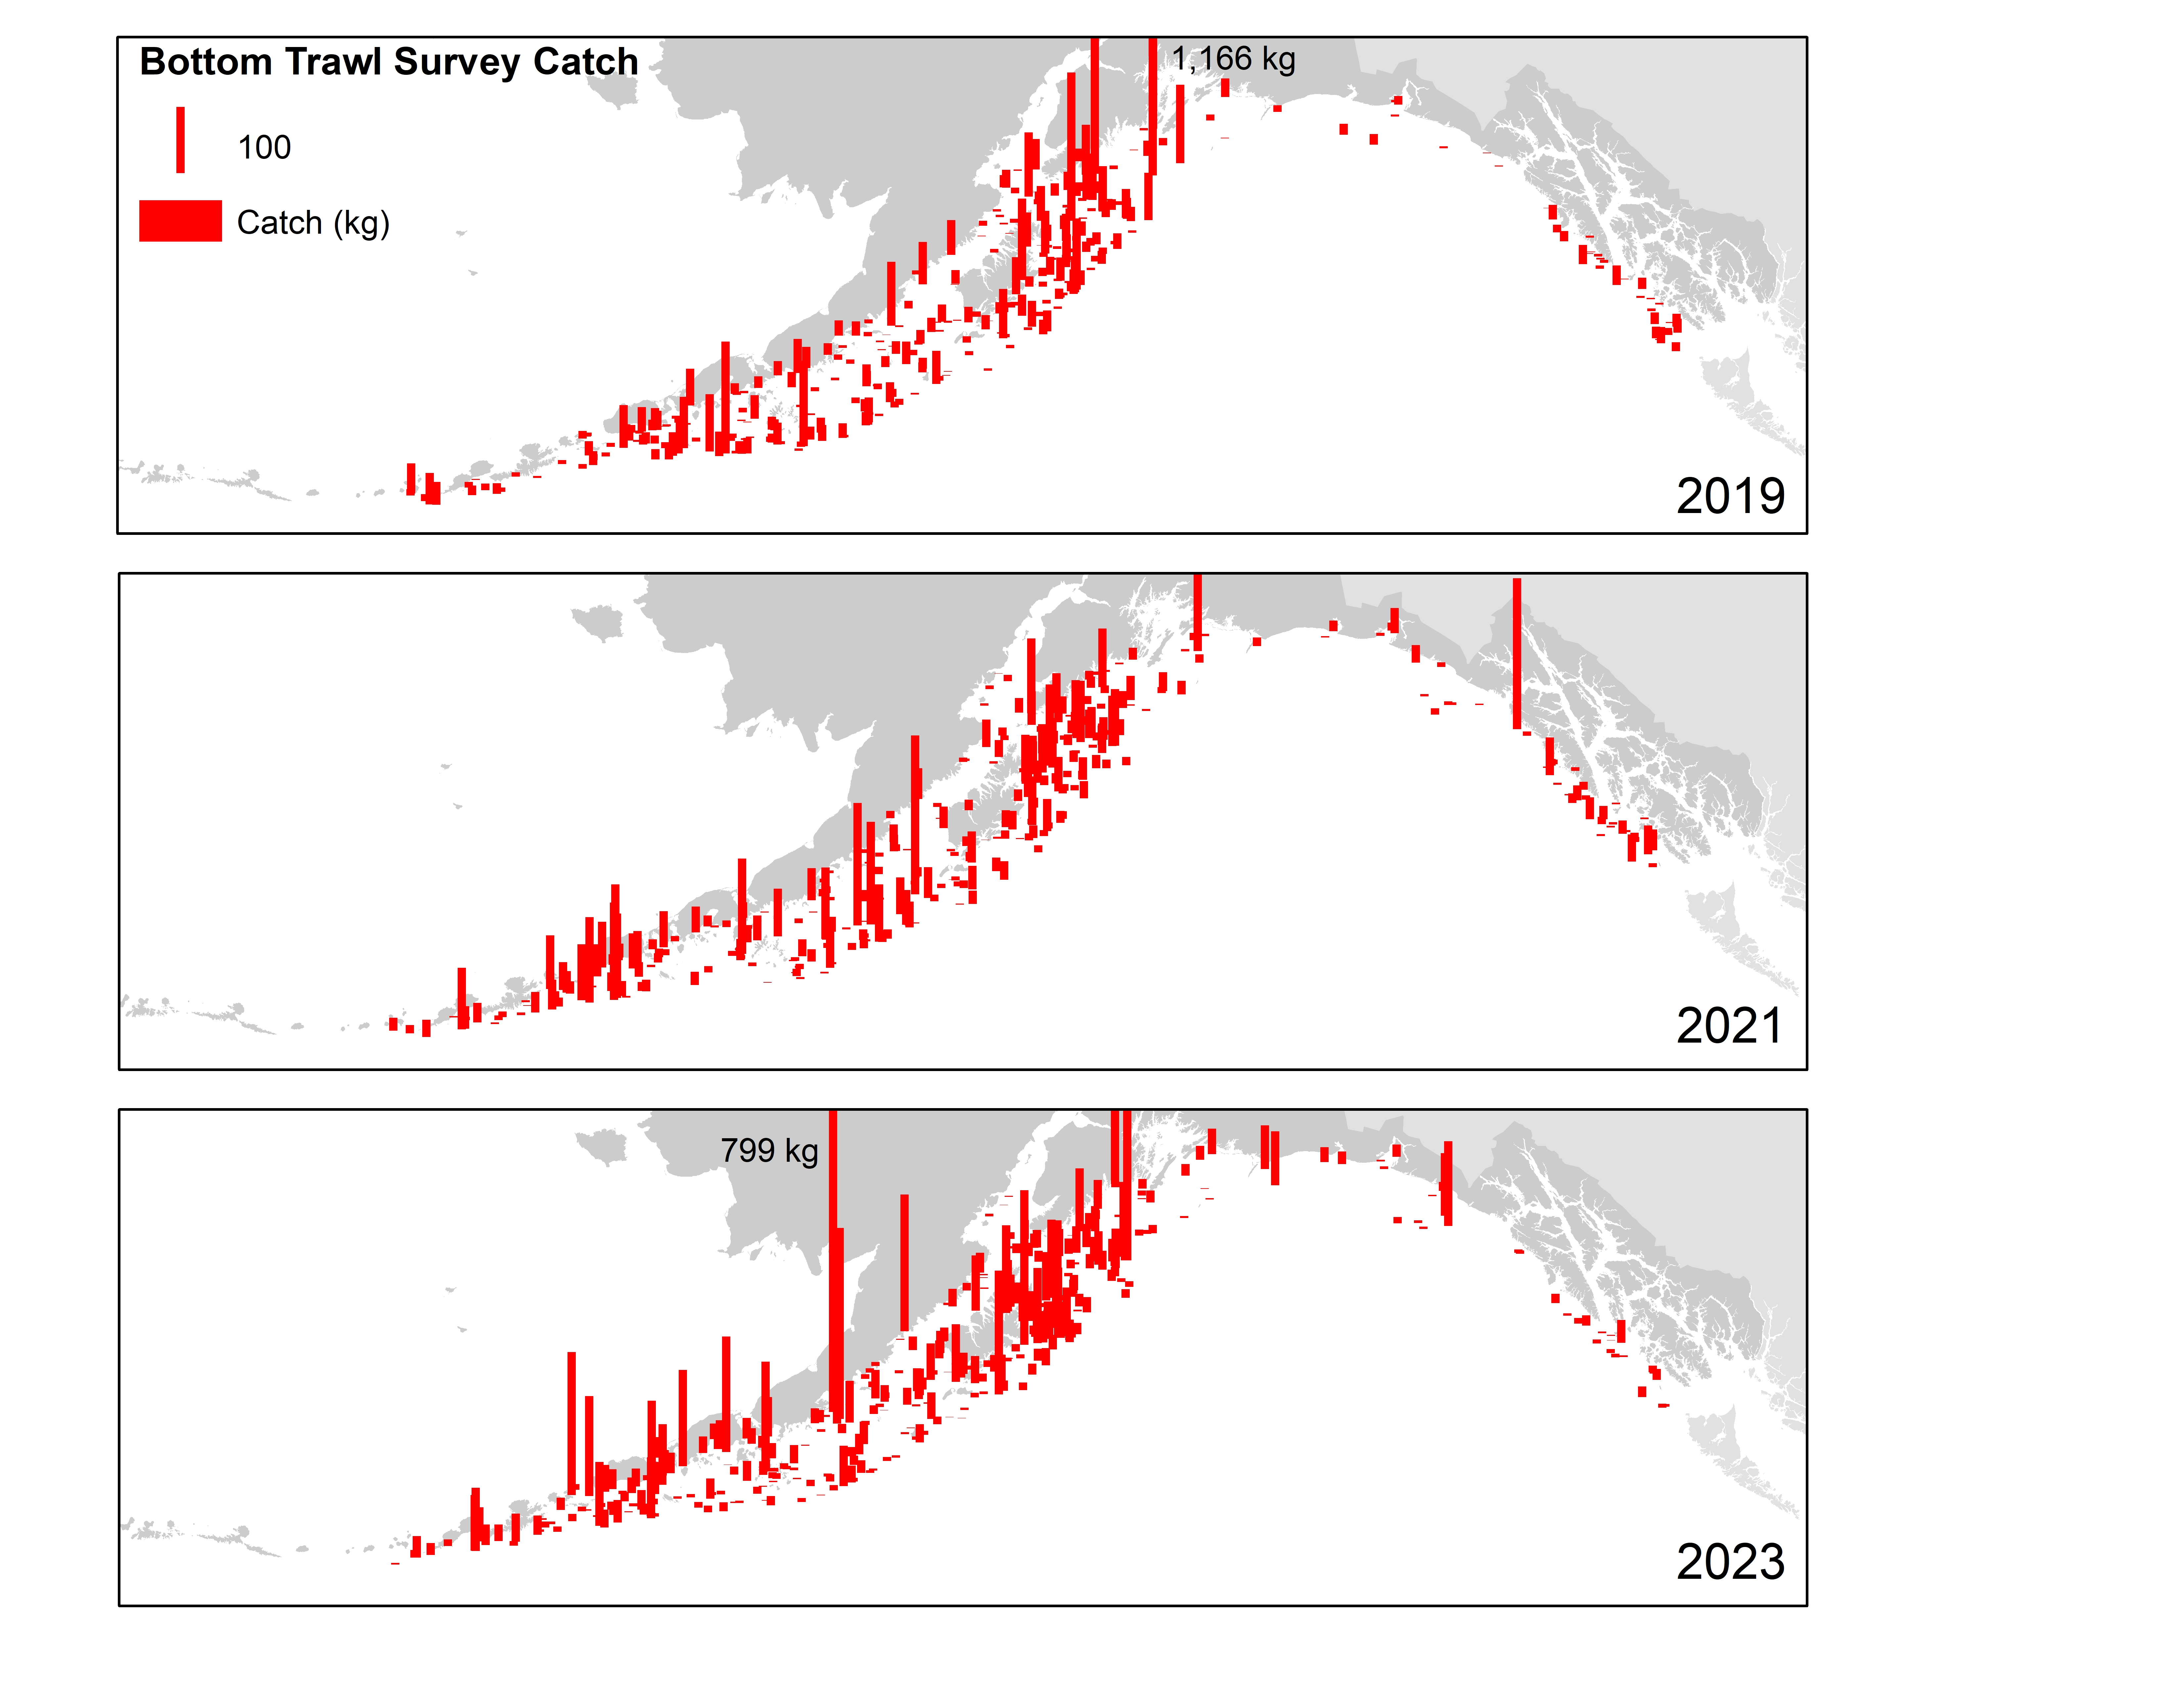 Bottom Trawl Survey Catch
1,166 kg
100
Catch (kg)
2019
2021
799 kg
2023